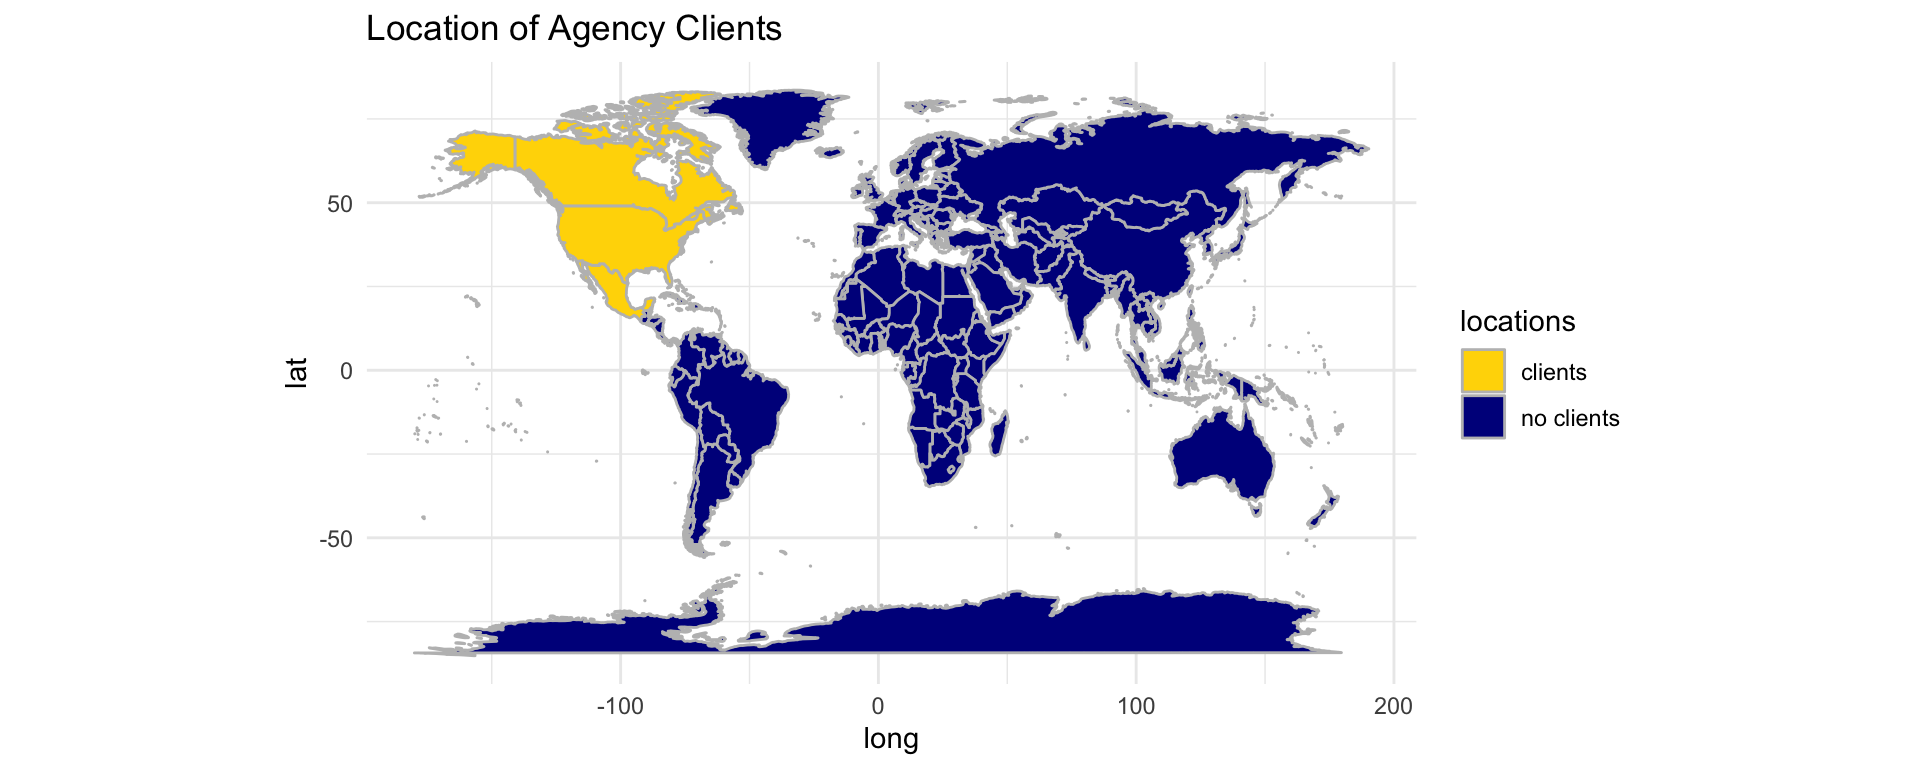 Location of Agency Clients
lat
50
0
-50
-100
0
100
200
long
locations
clients
no clients